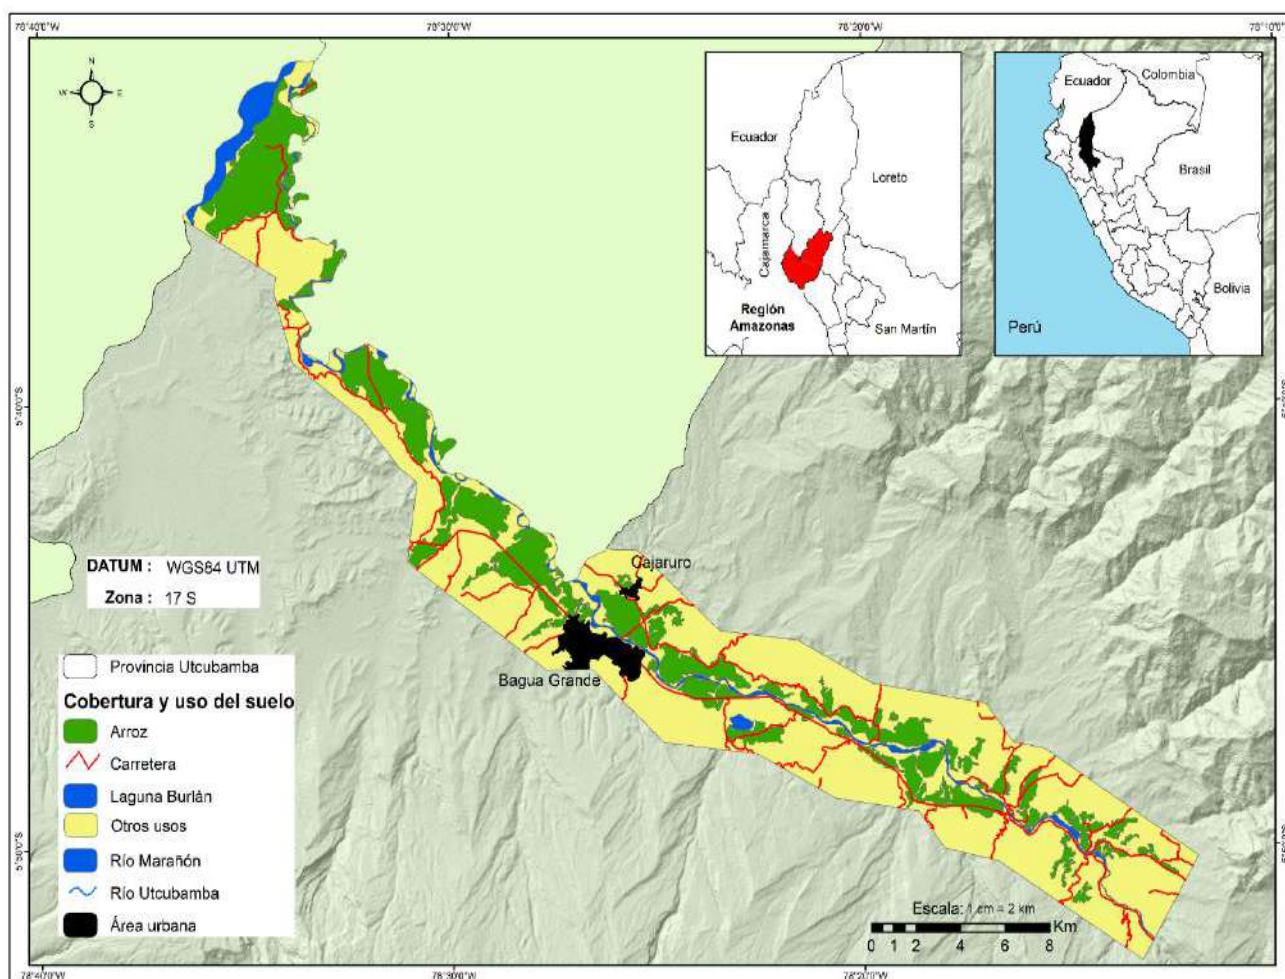 78°40'0"W
78°30'0"W
78°20'0"W
78°10'0"W
N
W
E
S
Ecuador
Loreto
Cajamarca
Región
Amazonas
San Martín
Ecuador
Colombia
Brasil
Bolivia
Perú
5°40'0"S
Cajaruro
Bagua Grande
DATUM : WGS84 UTM
Zona : 17 S
Provincia Utcubamba
Cobertura y uso del suelo
Arroz
Carretera
Laguna Burlán
Otros usos
Río Marañón
Río Utcubamba
Área urbana
5°50'0"S
5°50'0"S
Escala: 1 cm = 2 km
Km
0 1 2 4 6 8
78°40'0"W
78°30'0"W
78°20'0"W